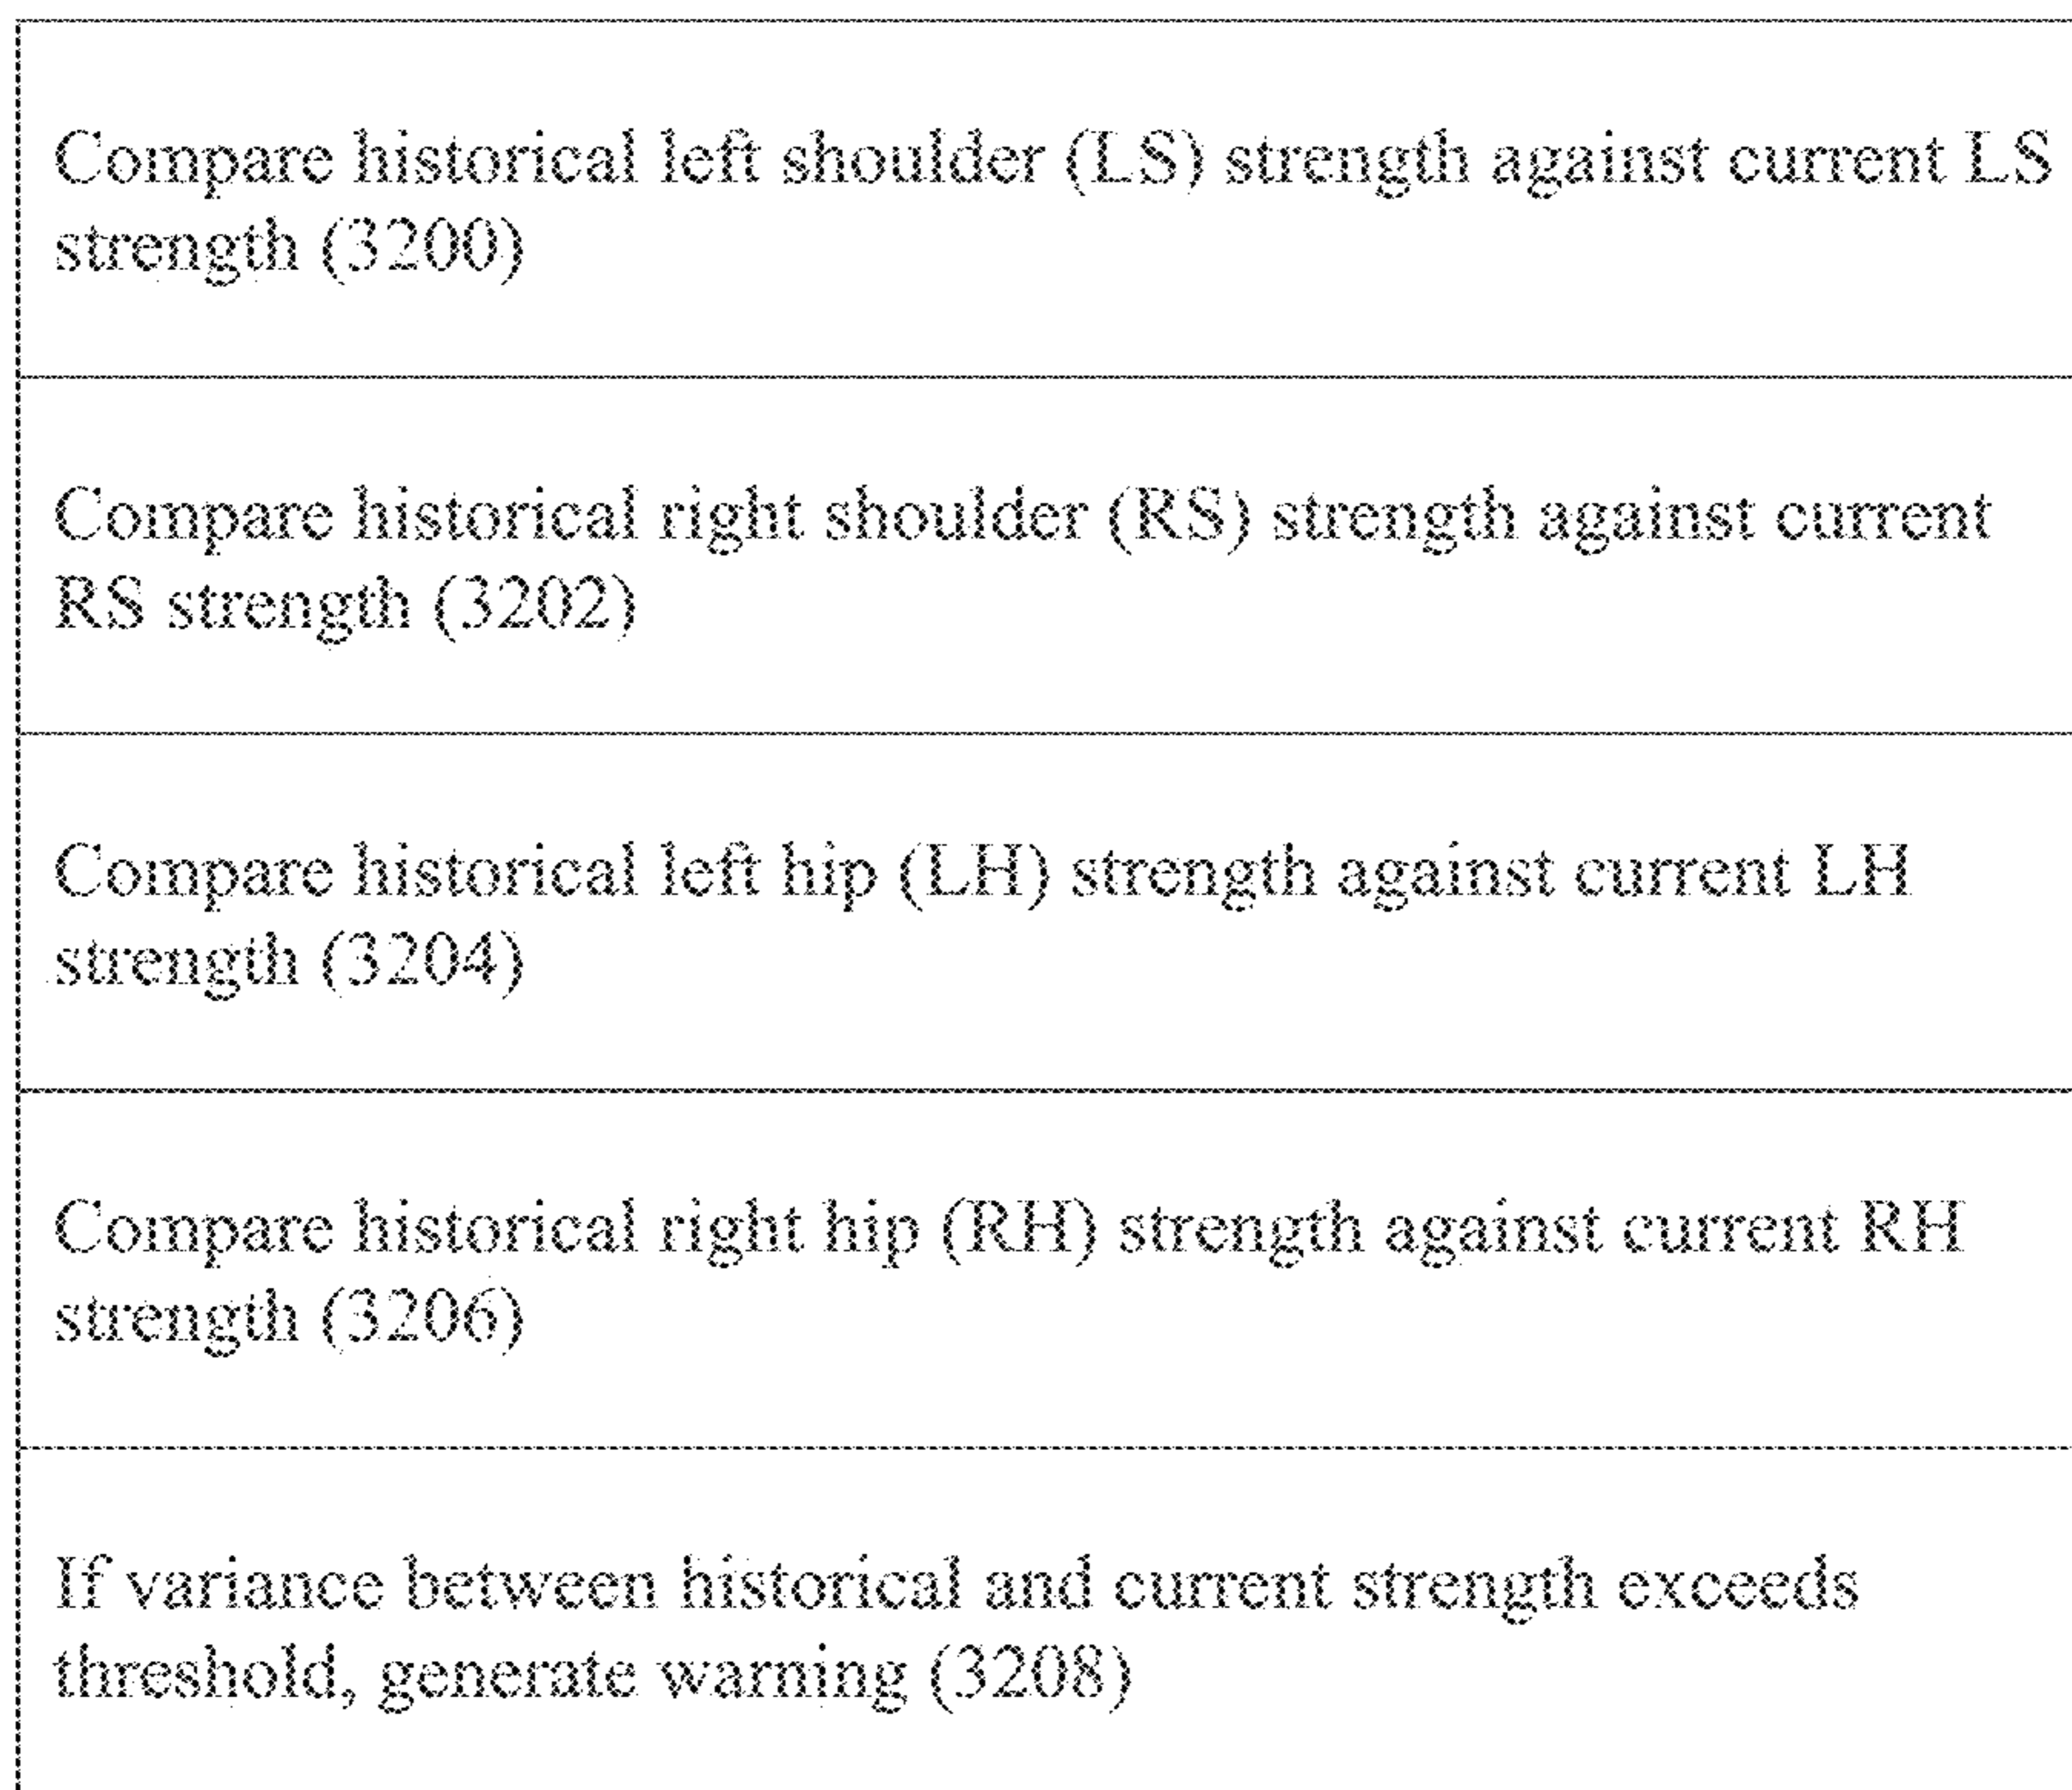 Compare historical left shoulder (LS) strength against current LS
strength (3200)
Compare historical right shoulder (RS) strength against current
RS strength (3202)
Compare historical left hip (LH) strength against current LH
strength (3204)
Compare historical right hip (RH) strength against current RH
strength (3206)
If variance between historical and current strength exceeds
threshold, generate warning (3208)